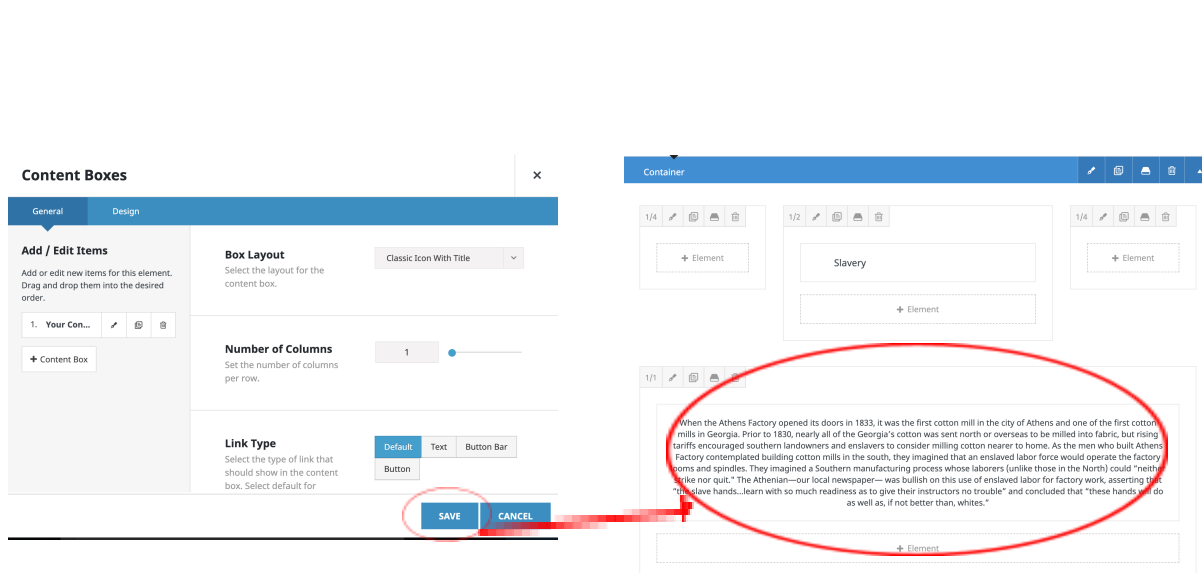 Content Boxes
×
General
Design
Add / Edit Items
Add or edit new items for this element.
Drag and drop them into the desired
order.
1. Your Con...
+ Content Box
Box Layout
Select the layout for the
content box.
Classic Icon With Title
Number of Columns
Set the number of columns
per row.
1
Link Type
Select the type of link that
should show in the content
box. Select default for
Default
Text
Button Bar
Button
SAVE
CANCEL
Container
1/4
+ Element
1/2
Slavery
+ Element
1/4
+ Element
1/1
When the Athens Factory opened its doors in 1833, it was the first cotton mill in the city of Athens and one of the first cotton
mills in Georgia. Prior to 1830, nearly all of the Georgia's cotton was sent north or overseas to be milled into fabric, but rising
tariffs encouraged southern landowners and enslavers to consider milling cotton nearer to home. As the men who built Athens
Factory contemplated building cotton mills in the south, they imagined that an enslaved labor force would operate the factory
looms and spindles. They imagined a Southern manufacturing process whose laborers (unlike those in the North) could "neither
strike nor quit." The Athenian—our local newspaper— was bullish on this use of enslaved labor for factory work, asserting that
"the slave hands...learn with so much readiness as to give their instructors no trouble" and concluded that "these hands will do
as well as, if not better than, whites."
+ Element